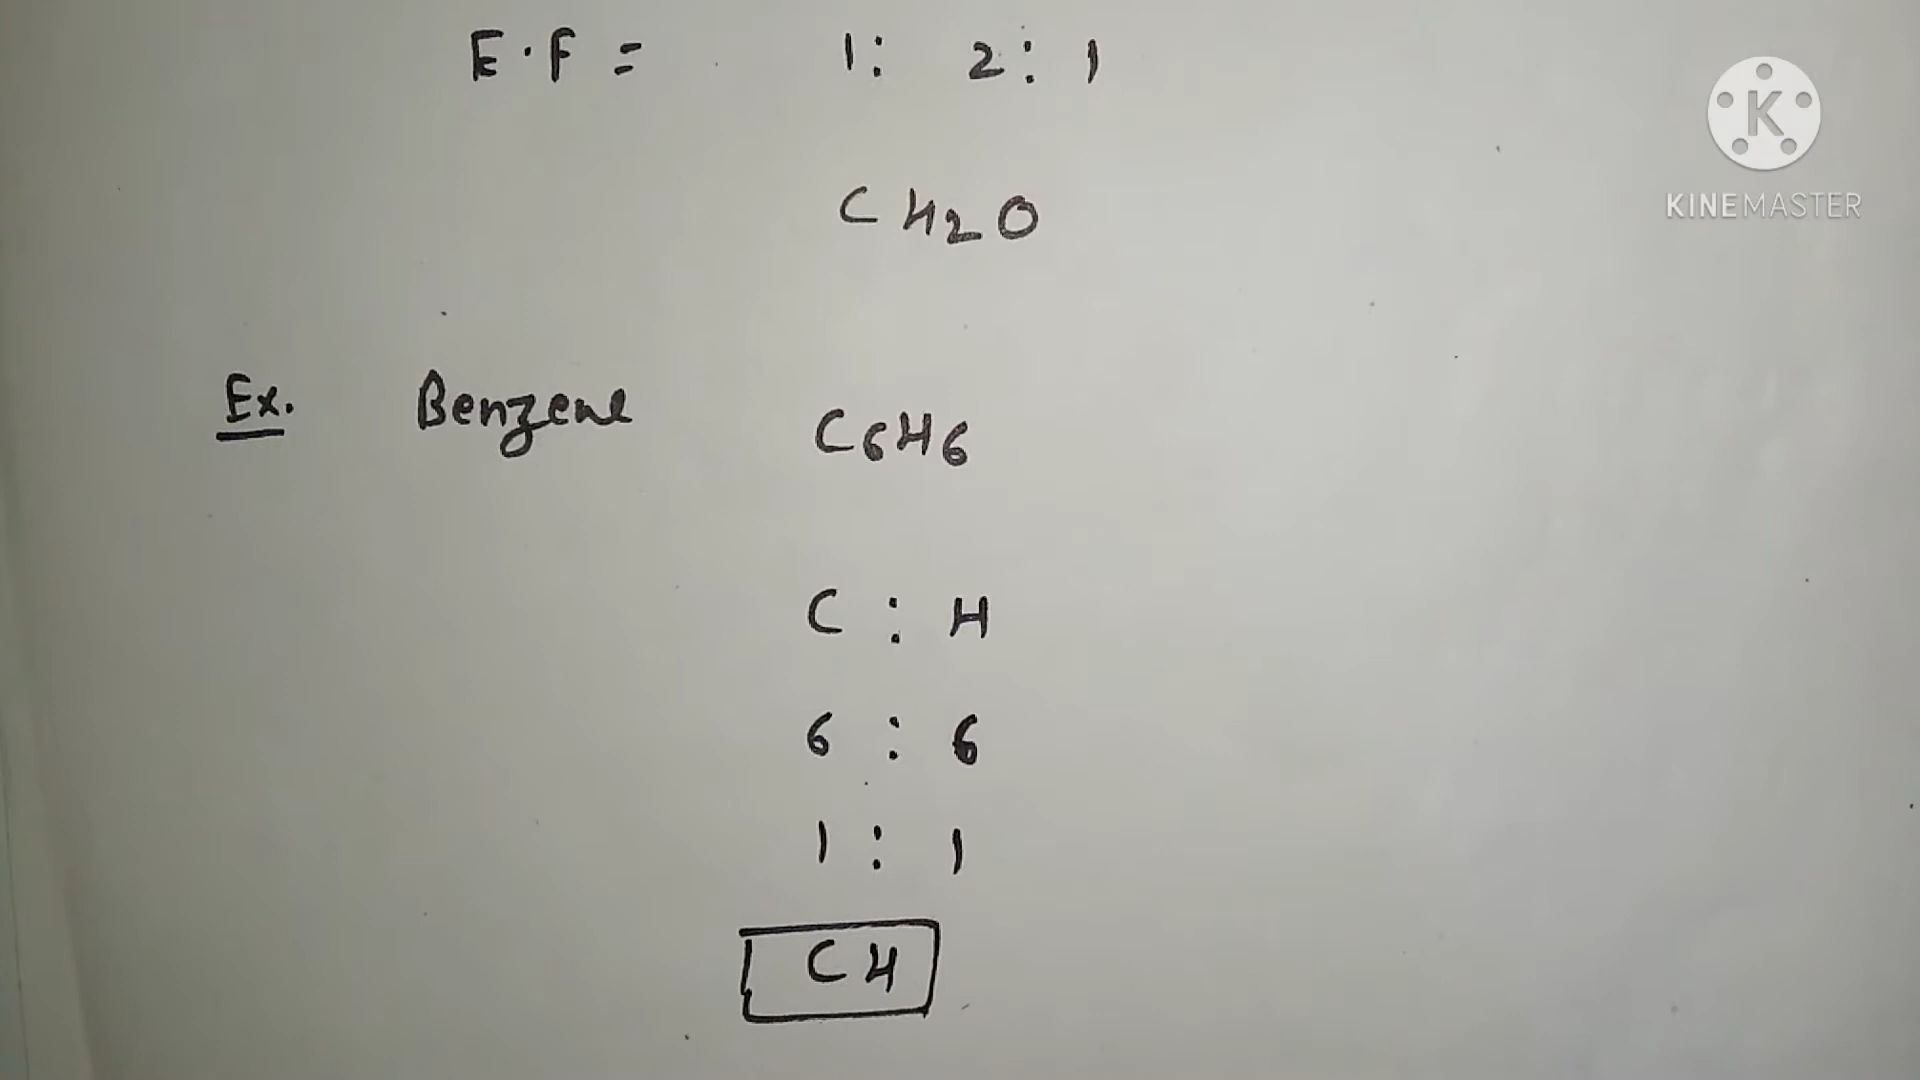 E.F = 1: 2: 1
K
KINEMASTER
CH2O
Ex. Benzene C6H6
C : H
6 : 6
1 : 1
CH